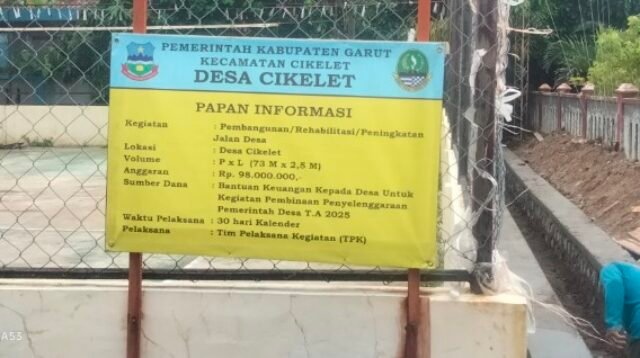 PEMERINTAH KABUPATEN GARUT
KECAMATAN CIKELET
DESA CIKELET
PAPAN INFORMASI
Kegiatan : Pembangunan/Rehabilitasi/Peningkatan
Jalan Desa
Lokasi : Desa Cikelet
Volume : P x L (73 M x 2,5 M)
Anggaran : Rp. 98.000.000,-
Sumber Dana : Bantuan Keuangan Kepada Desa Untuk
Kegiatan Pembinaan Penyelenggaraan
Pemerintah Desa T.A 2025
Waktu Pelaksana : 30 hari Kalender
Pelaksana : Tim Pelaksana Kegiatan (TPK)
A53